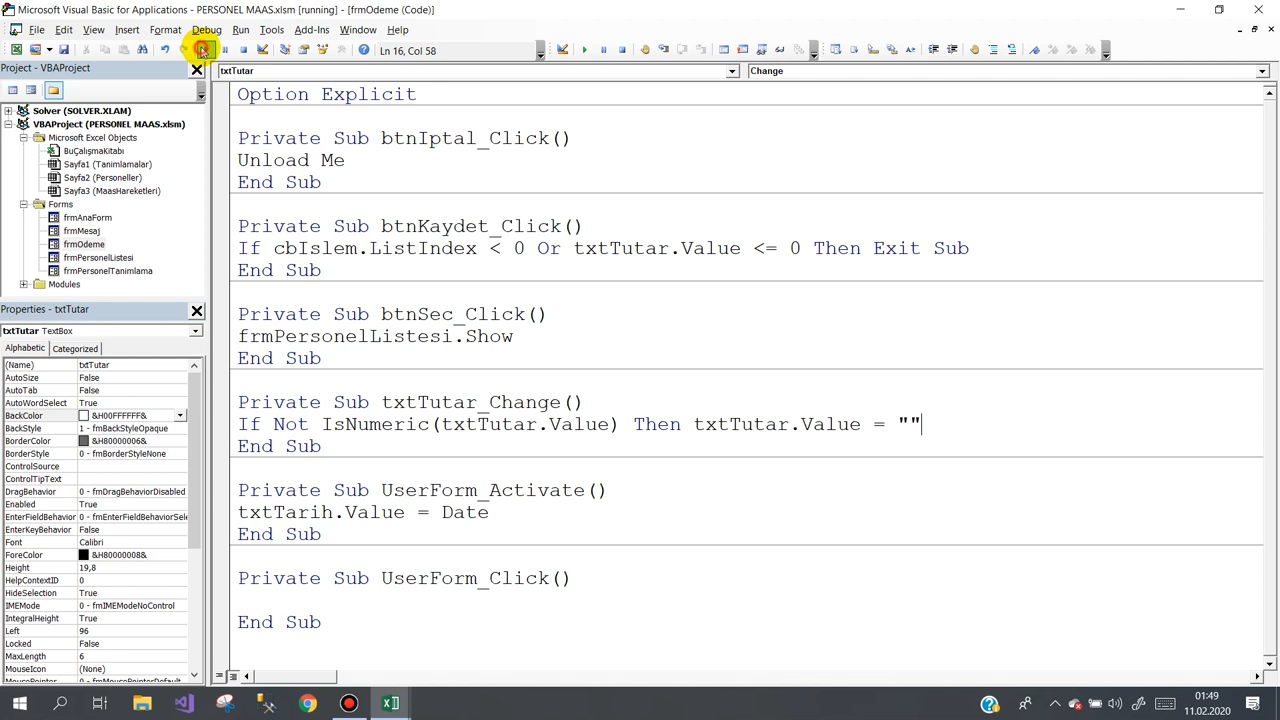 Microsoft Visual Basic for Applications - PERSONEL MAAS.xlsm [running] - [frmOdeme (Code)]
File Edit View Insert Format Debug Run Tools Add-Ins Window Help
Ln 16, Col 58
Project - VBAProject
txtTutar
Change
Solver (SOLVER.XLAM)
VBAProject (PERSONEL MAAS.xlsm)
Microsoft Excel Objects
BuÇalışmaKitabı
Sayfa1 (Tanimlamalar)
Sayfa2 (Personeller)
Sayfa3 (MaasHareketleri)
Forms
frmAnaForm
frmMesaj
frmOdeme
frmPersonelListesi
frmPersonelTanimlama
Modules
Properties - txtTutar
txtTutar TextBox
Alphabetic Categorized
(Name) txtTutar
AutoSize False
AutoTab False
AutoWordSelect True
BackColor &H00FFFFFF&
BackStyle 1 - fmBackStyleOpaque
BorderColor &H80000006&
BorderStyle 0 - fmBorderStyleNone
ControlSource
ControlTipText
DragBehavior 0 - fmDragBehaviorDisabled
Enabled True
EnterFieldBehavior 0 - fmEnterFieldBehaviorSele
EnterKeyBehavior False
Font Calibri
ForeColor &H80000008&
Height 19,8
HelpContextID 0
HideSelection True
IMEMode 0 - fmIMEModeNoControl
IntegralHeight True
Left 96
Locked False
MaxLength 6
MouseIcon (None)
MousePointer 0 - fmMousePointerDefault
Option Explicit
Private Sub btnIptal_Click()
Unload Me
End Sub
Private Sub btnKaydet_Click()
If cbIslem.ListIndex < 0 Or txtTutar.Value <= 0 Then Exit Sub
End Sub
Private Sub btnSec_Click()
frmPersonelListesi.Show
End Sub
Private Sub txtTutar_Change()
If Not IsNumeric(txtTutar.Value) Then txtTutar.Value = ""
End Sub
Private Sub UserForm_Activate()
txtTarih.Value = Date
End Sub
Private Sub UserForm_Click()
End Sub
01:49
11.02.2020